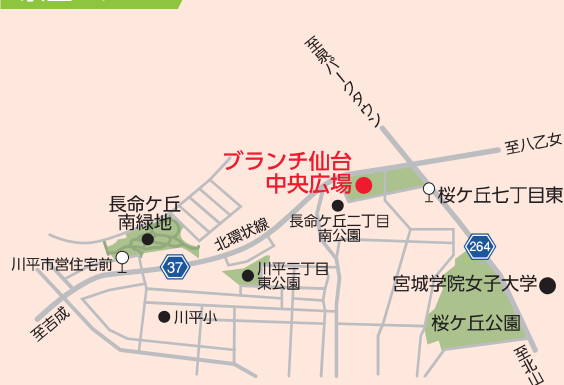 至泉パークタウン
至八乙女
ブランチ仙台
中央広場
桜ケ丘七丁目東
長命ケ丘
南緑地
長命ケ丘二丁目
南公園
北環状線
264
川平市営住宅前
37
川平三丁目
東公園
宮城学院女子大学
川平小
桜ケ丘公園
至吉成
至北山